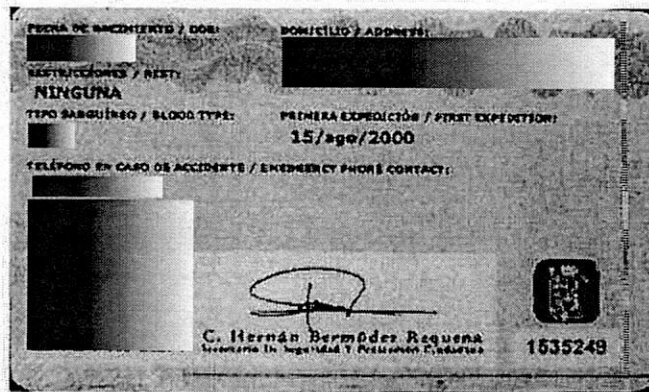 FECHA DE NACIMIENTO / DOB:
DOMICILIO / ADDRESS:
RESTRICCIONES / REST:
NINGUNA
TIPO SANGUÍNEO / BLOOD TYPE:
PRIMERA EXPEDICIÓN / FIRST EXPEDITION:
15/ago/2000
TELÉFONO EN CASO DE ACCIDENTE / EMERGENCY PHONE CONTACT:
C. Hernán Bermúdez Requena
Secretario De Seguridad Y Protección Ciudadana
1535249